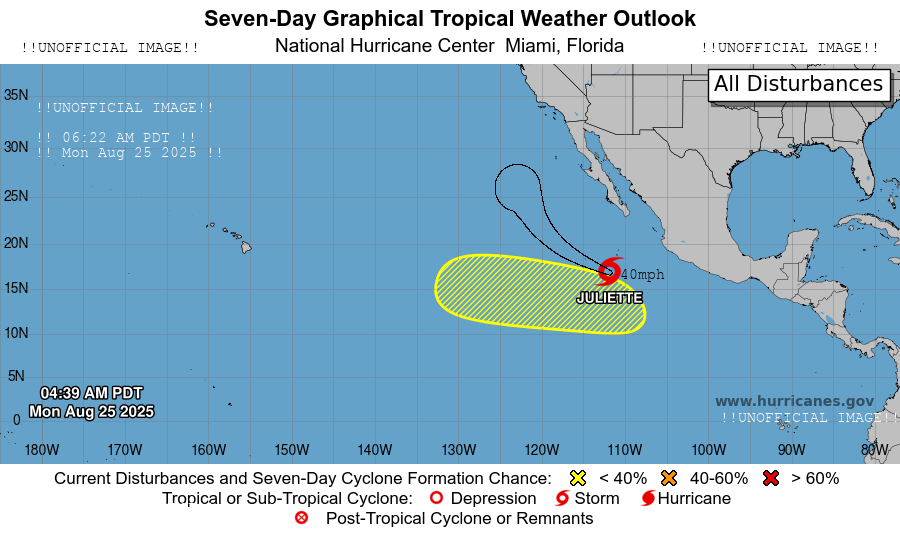 Seven-Day Graphical Tropical Weather Outlook
!!UNOFFICIAL IMAGE!! National Hurricane Center Miami, Florida !!UNOFFICIAL IMAGE!!
All Disturbances
35N
!!UNOFFICIAL IMAGE!!
!! 06:22 AM PDT !!
30N
!! Mon Aug 25 2025 !!
25N
20N
40mph
15N
JULIETTE
10N
5N
04:39 AM PDT
Mon Aug 25 2025
www.hurricanes.gov
0
!!UNOFFICIAL IMAGE!!
180W 170W 160W 150W 140W 130W 120W 110W 100W 90W 80W
Current Disturbances and Seven-Day Cyclone Formation Chance: < 40% 40-60% > 60%
Tropical or Sub-Tropical Cyclone: Depression Storm Hurricane
Post-Tropical Cyclone or Remnants